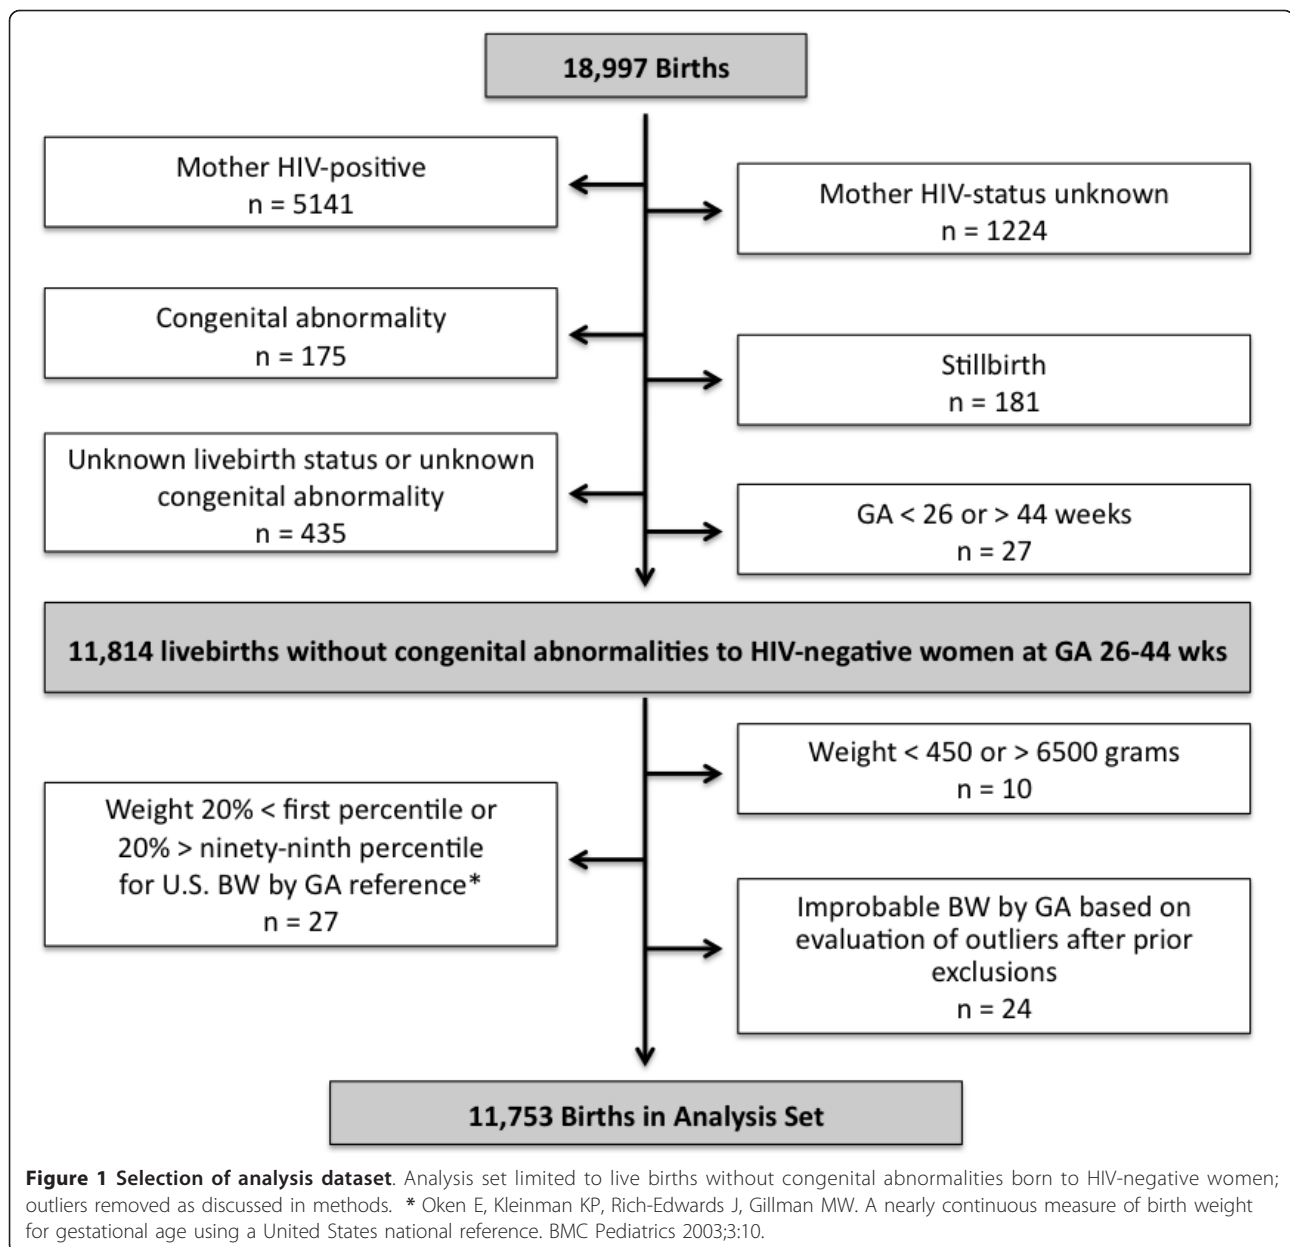 18,997 Births
Mother HIV-positive
n = 5141
Mother HIV-status unknown
n = 1224
Congenital abnormality
n = 175
Stillbirth
n = 181
Unknown livebirth status or unknown
congenital abnormality
n = 435
GA < 26 or > 44 weeks
n = 27
11,814 livebirths without congenital abnormalities to HIV-negative women at GA 26-44 wks
Weight < 450 or > 6500 grams
n = 10
Weight 20% < first percentile or
20% > ninety-ninth percentile
for U.S. BW by GA reference*
n = 27
Improbable BW by GA based on
evaluation of outliers after prior
exclusions
n = 24
11,753 Births in Analysis Set
Figure 1 Selection of analysis dataset. Analysis set limited to live births without congenital abnormalities born to HIV-negative women;
outliers removed as discussed in methods. * Oken E, Kleinman KP, Rich-Edwards J, Gillman MW. A nearly continuous measure of birth weight
for gestational age using a United States national reference. BMC Pediatrics 2003;3:10.